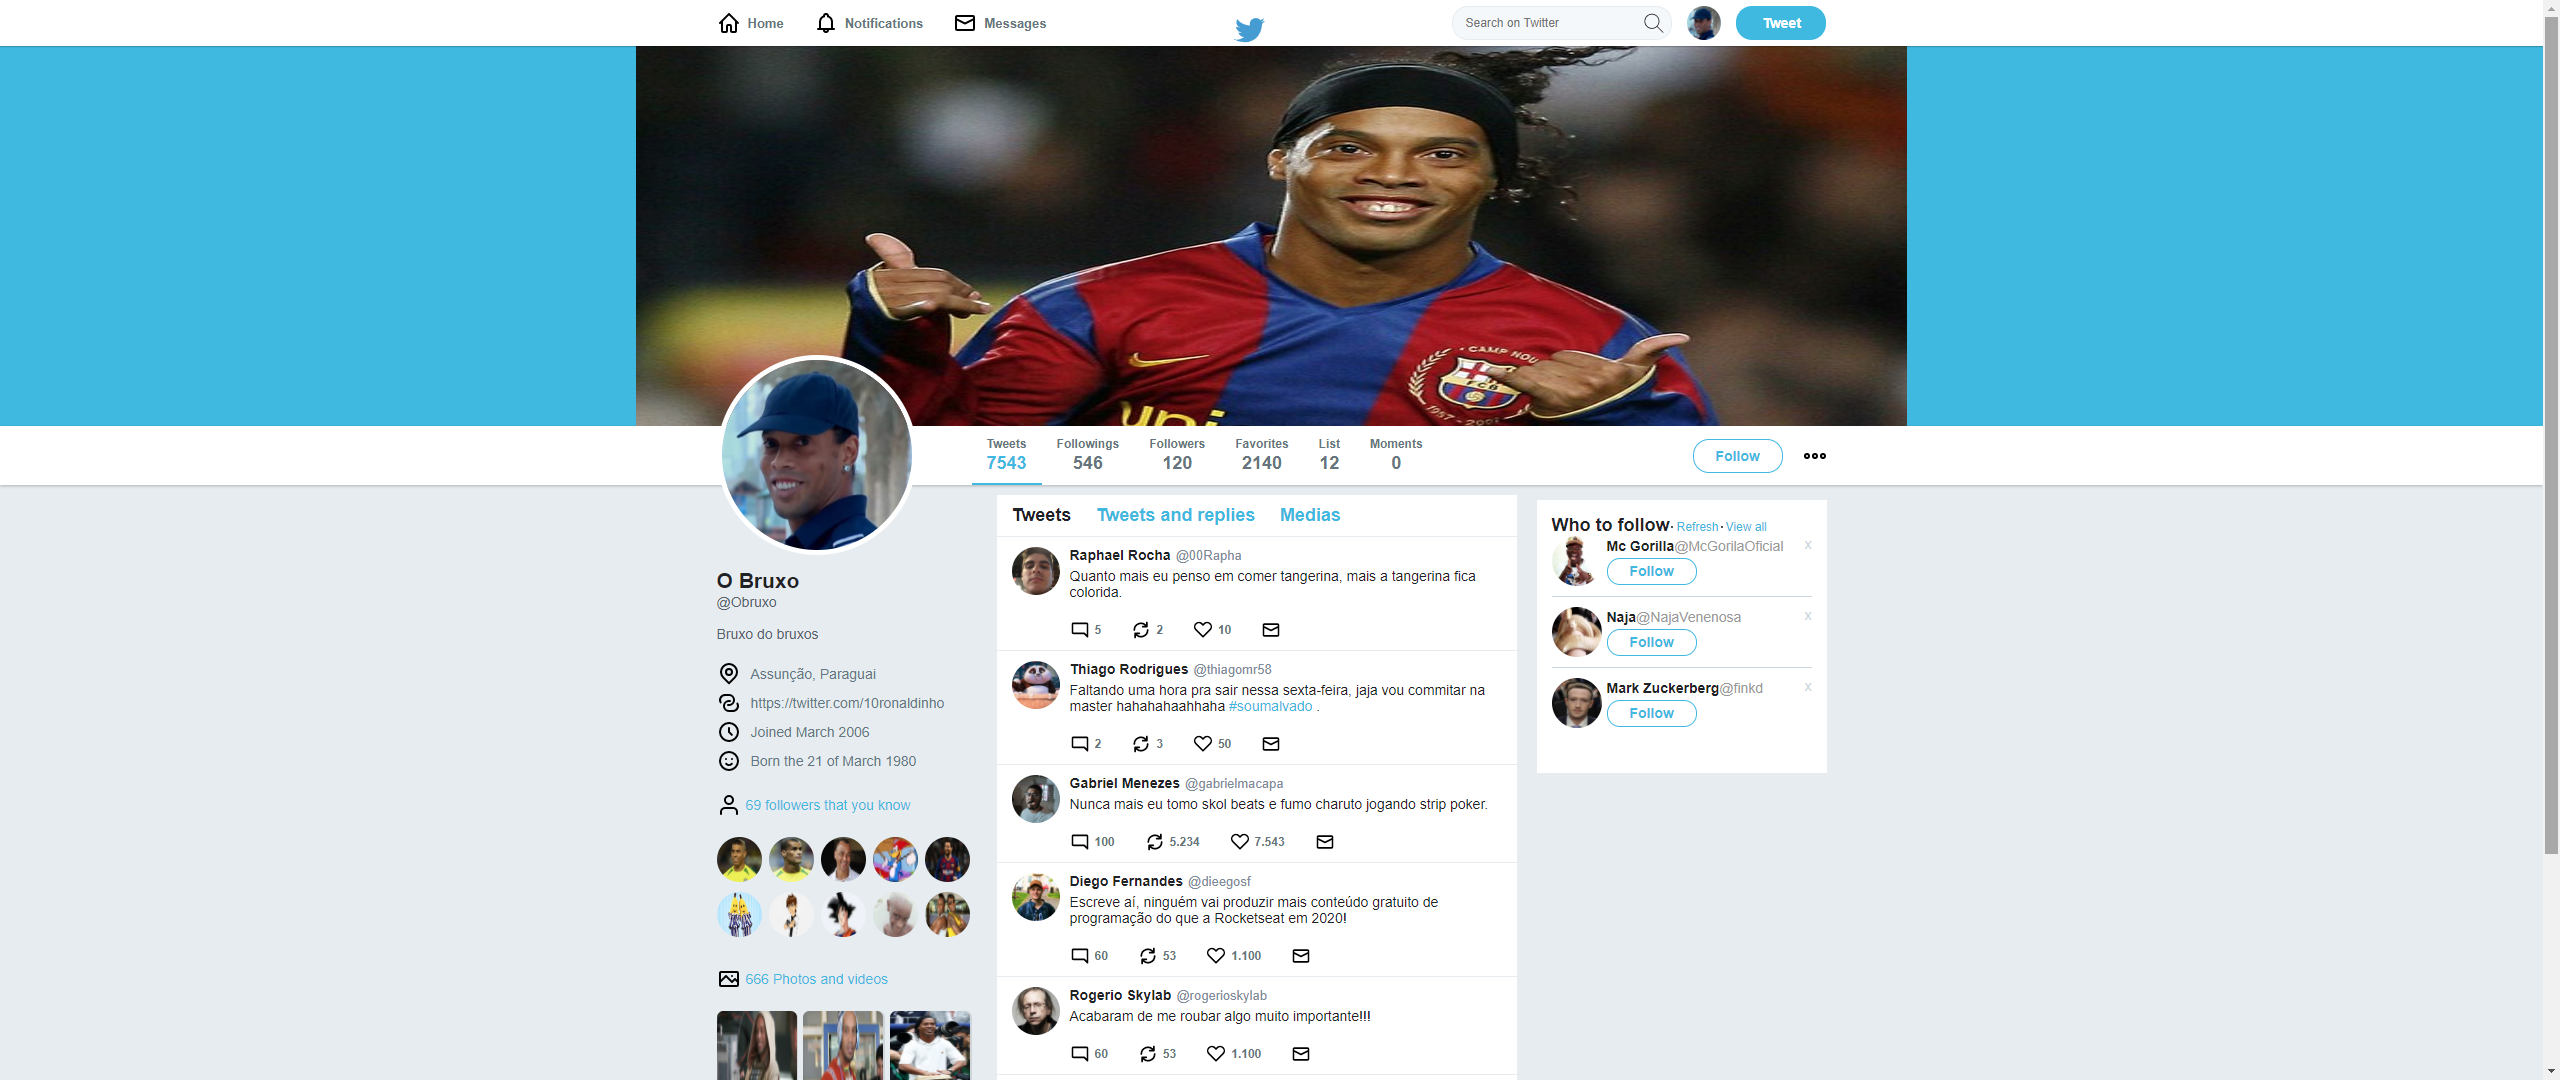 Home
Notifications
Messages
Search on Twitter
Tweet
CAMP NOU
FCB
1957 - 200
uni
Tweets
7543
Followings
546
Followers
120
Favorites
2140
List
12
Moments
0
Follow
O Bruxo
@Obruxo
Bruxo do bruxos
Assunção, Paraguai
https://twitter.com/10ronaldinho
Joined March 2006
Born the 21 of March 1980
69 followers that you know
666 Photos and videos
Tweets Tweets and replies Medias
Raphael Rocha @00Rapha
Quanto mais eu penso em comer tangerina, mais a tangerina fica
colorida.
5 2 10
Thiago Rodrigues @thiagomr58
Faltando uma hora pra sair nessa sexta-feira, jaja vou commitar na
master hahahahaahhaha #soumalvado .
2 3 50
Gabriel Menezes @gabrielmacapa
Nunca mais eu tomo skol beats e fumo charuto jogando strip poker.
100 5.234 7.543
Diego Fernandes @dieegosf
Escreve aí, ninguém vai produzir mais conteúdo gratuito de
programação do que a Rocketseat em 2020!
60 53 1.100
Rogerio Skylab @rogerioskylab
Acabaram de me roubar algo muito importante!!!
60 53 1.100
Who to follow· Refresh· View all
Mc Gorilla@McGorilaOficial x
Follow
Naja@NajaVenenosa x
Follow
Mark Zuckerberg@finkd x
Follow